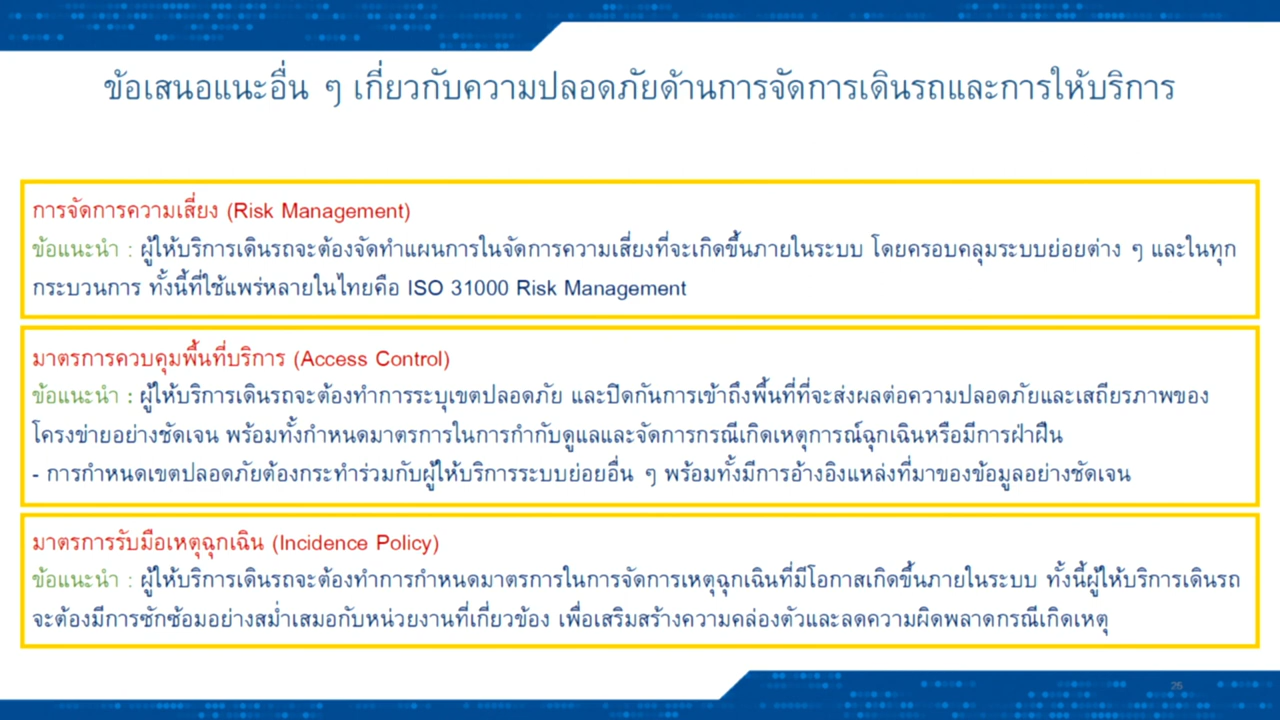 ข้อเสนอแนะอื่น ๆ เกี่ยวกับความปลอดภัยด้านการจัดการเดินรถและการให้บริการ
การจัดการความเสี่ยง (Risk Management)
ข้อแนะนำ : ผู้ให้บริการเดินรถจะต้องจัดทำแผนการในจัดการความเสี่ยงที่จะเกิดขึ้นภายในระบบ โดยครอบคลุมระบบย่อยต่าง ๆ และในทุก
กระบวนการ ทั้งนี้ที่ใช้แพร่หลายในไทยคือ ISO 31000 Risk Management
มาตรการควบคุมพื้นที่บริการ (Access Control)
ข้อแนะนำ : ผู้ให้บริการเดินรถจะต้องทำการระบุเขตปลอดภัย และปิดกันการเข้าถึงพื้นที่ที่จะส่งผลต่อความปลอดภัยและเสถียรภาพของ
โครงข่ายอย่างชัดเจน พร้อมทั้งกำหนดมาตรการในการกำกับดูแลและจัดการกรณีเกิดเหตุการณ์ฉุกเฉินหรือมีการฝ่าฝืน
- การกำหนดเขตปลอดภัยต้องกระทำร่วมกับผู้ให้บริการระบบย่อยอื่น ๆ พร้อมทั้งมีการอ้างอิงแหล่งที่มาของข้อมูลอย่างชัดเจน
มาตรการรับมือเหตุฉุกเฉิน (Incidence Policy)
ข้อแนะนำ : ผู้ให้บริการเดินรถจะต้องทำการกำหนดมาตรการในการจัดการเหตุฉุกเฉินที่มีโอกาสเกิดขึ้นภายในระบบ ทั้งนี้ผู้ให้บริการเดินรถ
จะต้องมีการซักซ้อมอย่างสม่ำเสมอกับหน่วยงานที่เกี่ยวข้อง เพื่อเสริมสร้างความคล่องตัวและลดความผิดพลาดกรณีเกิดเหตุ
25